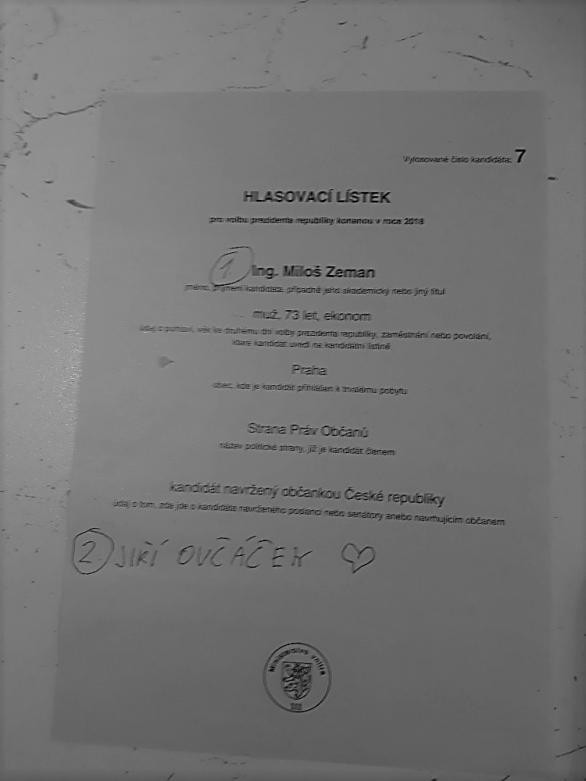 Vylosované číslo kandidáta: 7
HLASOVACÍ LÍSTEK
pro volbu prezidenta republiky konanou v roce 2018
1. Ing. Miloš Zeman
jméno, příjmení kandidáta, případně jeho akademický nebo jiný titul
muž, 73 let, ekonom
údaj o pohlaví, věk ke druhému dni volby prezidenta republiky, zaměstnání nebo povolání,
které kandidát uvedl na kandidátní listině
Praha
obec, kde je kandidát přihlášen k trvalému pobytu
Strana Práv Občanů
název politické strany, jíž je kandidát členem
kandidát navržený občankou České republiky
údaj o tom, zda jde o kandidáta navrženého poslanci nebo senátory anebo navrhujícím občanem
2. JIŘÍ OVČÁČEK
Ministerstvo vnitra